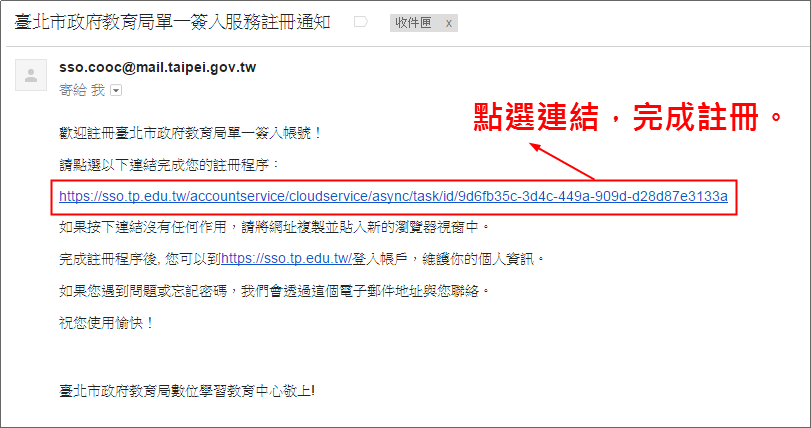 臺北市政府教育局單一簽入服務註冊通知
收件匣 x
sso.cooc@mail.taipei.gov.tw
寄給 我
點選連結，完成註冊。
歡迎註冊臺北市政府教育局單一簽入帳號！
請點選以下連結完成您的註冊程序：
https://sso.tp.edu.tw/accountservice/cloudservice/async/task/id/9d6fb35c-3d4c-449a-909d-d28d87e3133a
如果按下連結沒有任何作用，請將網址複製並貼入新的瀏覽器視窗中。
完成註冊程序後, 您可以到https://sso.tp.edu.tw/登入帳戶，維護你的個人資訊。
如果您遇到問題或忘記密碼，我們會透過這個電子郵件地址與您聯絡。
祝您使用愉快！
臺北市政府教育局數位學習教育中心敬上!